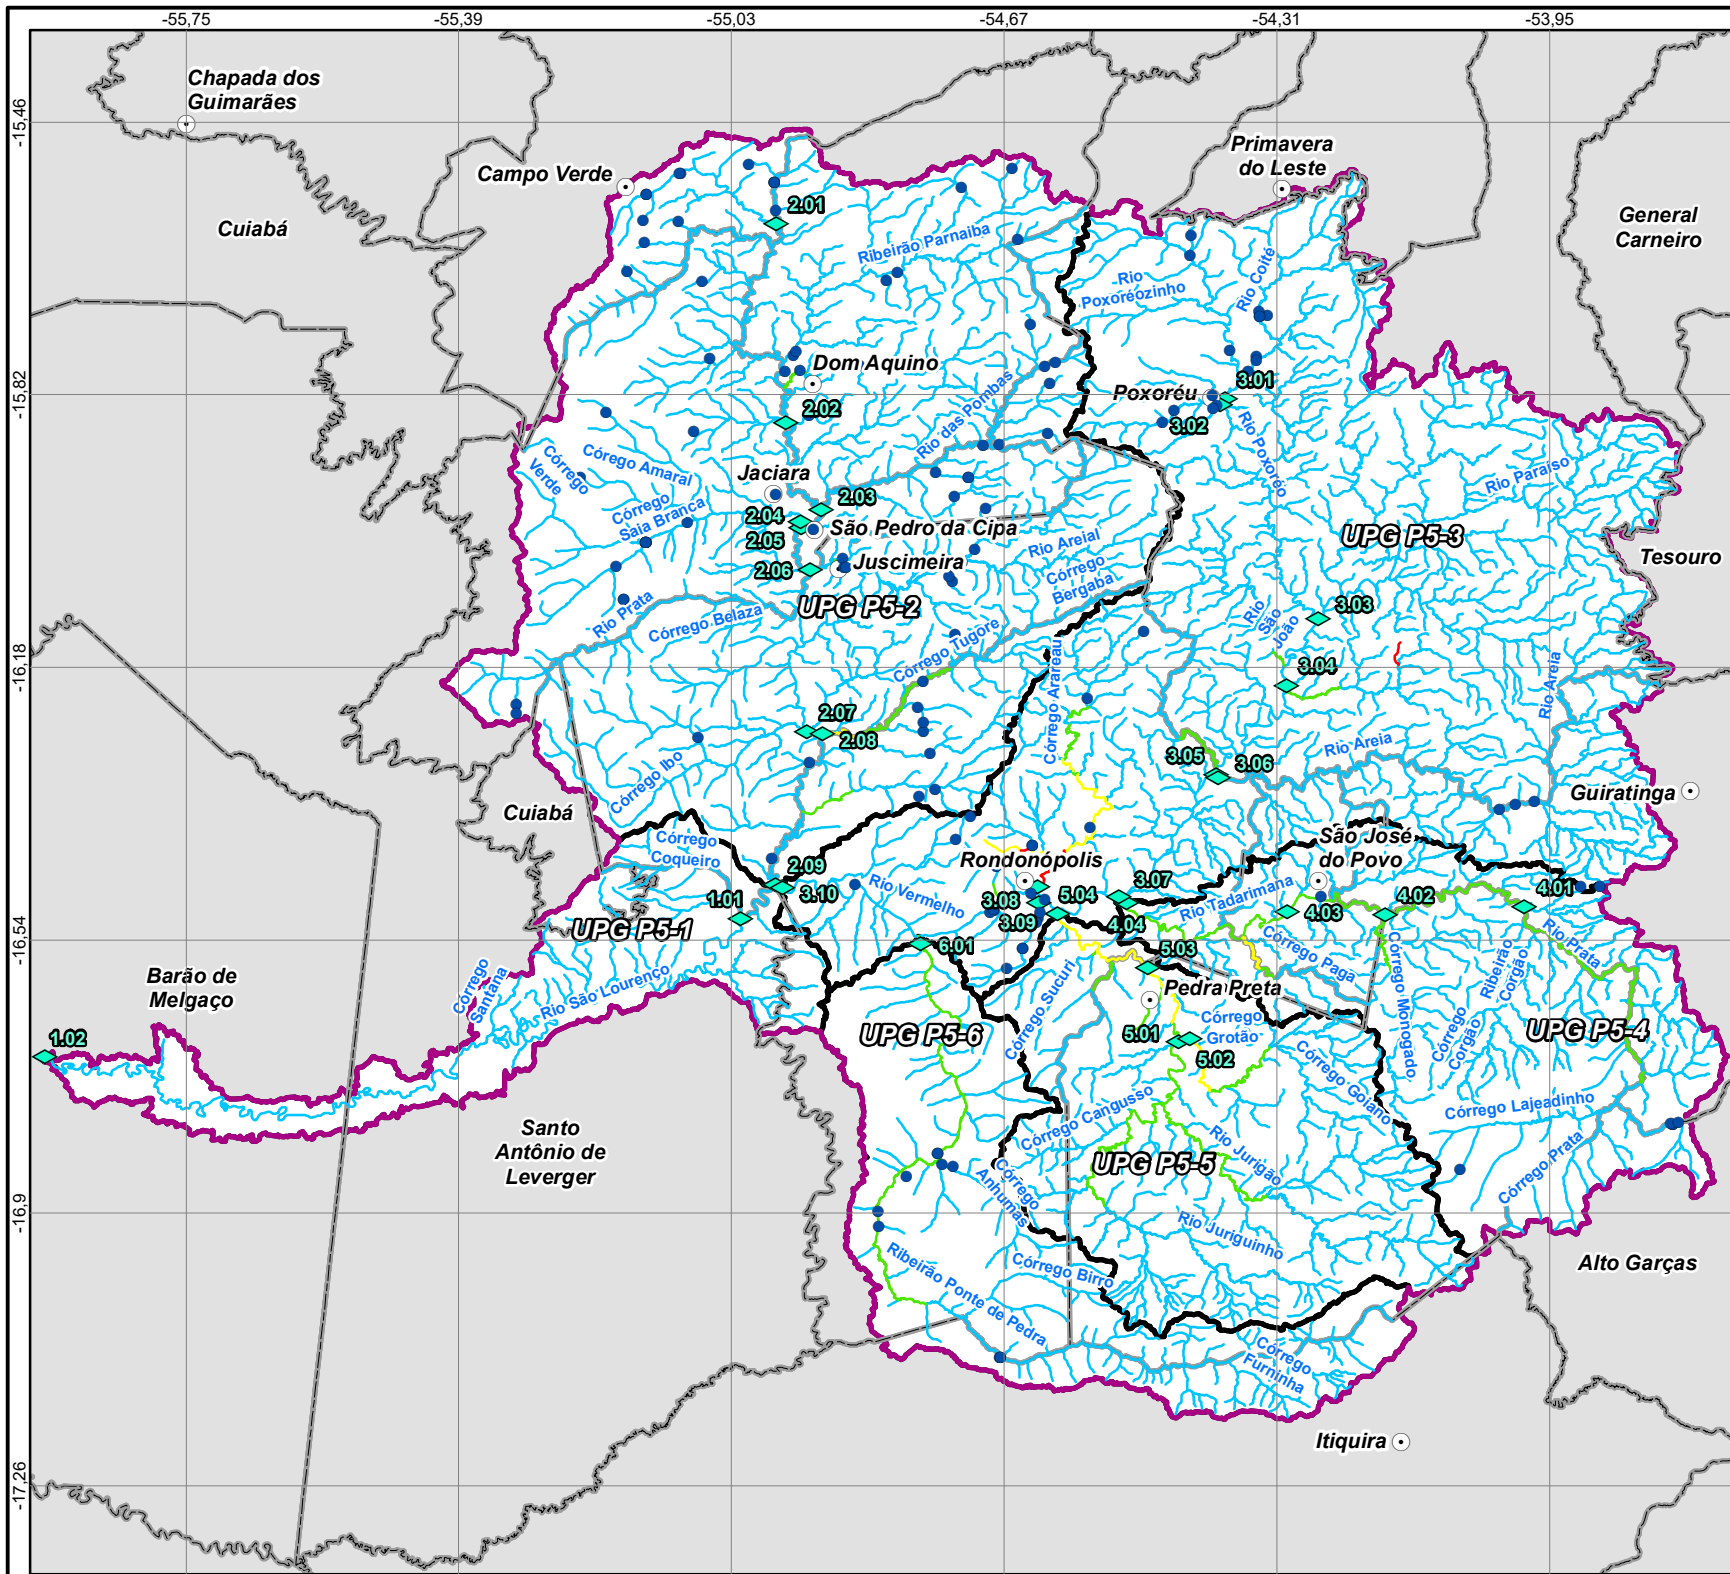 -55,75
-55,39
-55,03
-54,67
-54,31
-53,95
-15,46
-15,82
-16,18
-16,54
-16,9
-17,26
Chapada dos
Guimarães
Campo Verde
Cuiabá
Primavera
do Leste
General
Carneiro
2.01
Ribeirão Parnaiba
Rio
Poxoréozinho
Rio Coité
Dom Aquino
2.02
Rio das Pombas
Poxoréu
3.01
3.02
Rio Poxoréo
Córego Amaral
Córrego
Verde
Jaciara
Córrego
Saia Branca
2.03
2.04
2.05
São Pedro da Cipa
2.06
Juscimeira
Rio Areial
Córrego
Bergaba
Rio Paraíso
UPG P5-3
Tesouro
UPG P5-2
Rio Prata
Córrego Belaza
Córrego Tugore
Rio
São
João
3.03
3.04
Córrego Arareau
Rio Areia
2.07
2.08
3.05
3.06
Rio Areia
Córrego Ibo
Cuiabá
Guiratinga
Córrego
Coqueiro
São José
do Povo
Rondonópolis
2.09
3.10
1.01
Rio Vermelho
3.08
3.09
5.04
3.07
4.04
Rio Tadarimana
4.03
4.02
4.01
UPG P5-1
6.01
5.03
Córrego Paga
Córrego Monogado
Ribeirão
Corgão
Rio Prata
Barão de
Melgaço
Córrego
Santána
Rio São Lourenço
Córrego Sucuri
Pedra Preta
1.02
UPG P5-6
5.01
5.02
Córrego
Grotão
Córrego
Corgão
UPG P5-4
Córrego Goiano
Córrego Lajeadinho
Santo
Antônio de
Leverger
Córrego Cangusso
UPG P5-5
Rio Jurigão
Córrego Prata
Córrego
Anhumas
Rio Juriguinho
Ribeirão Ponte de Pedra
Córrego Birro
Alto Garças
Córrego
Furninha
Itiquira